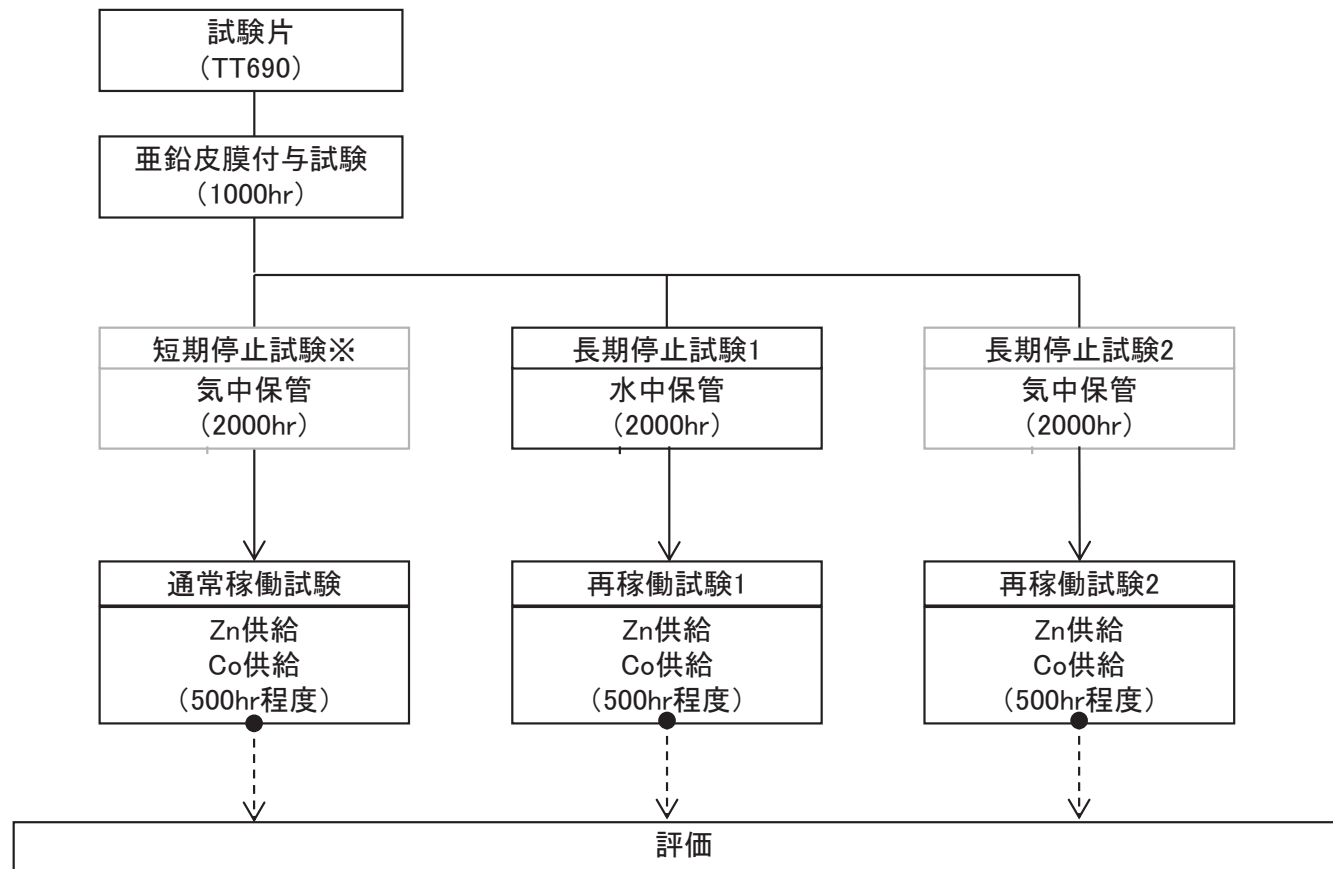 試験片
（TT690）
亜鉛皮膜付与試験
（1000hr）
短期停止試験※
気中保管
（2000hr）
長期停止試験1
水中保管
（2000hr）
長期停止試験2
気中保管
（2000hr）
通常稼働試験
Zn供給
Co供給
（500hr程度）
再稼働試験1
Zn供給
Co供給
（500hr程度）
再稼働試験2
Zn供給
Co供給
（500hr程度）
評価